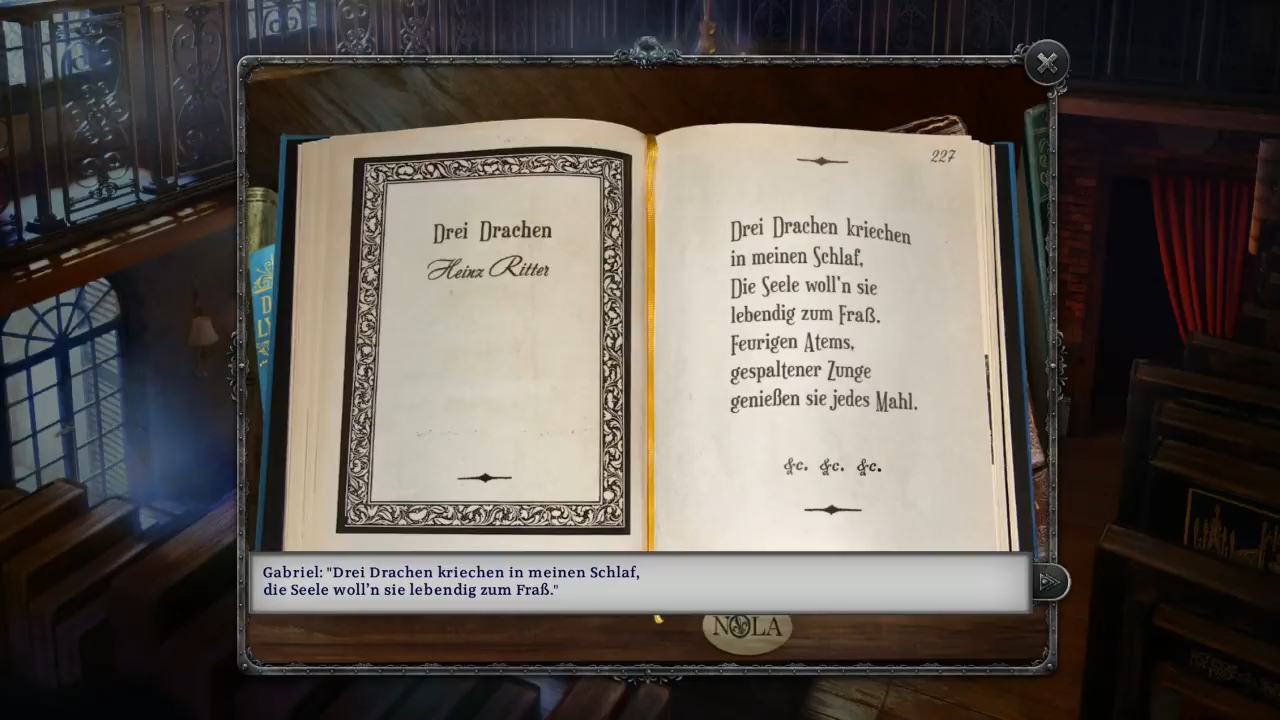 Drei Drachen
Heinz Ritter
227
Drei Drachen kriechen
in meinen Schlaf,
Die Seele woll'n sie
lebendig zum Fraß.
Feurigen Atems,
gespaltener Zunge
genießen sie jedes Mahl.
&c. &c. &c.
Gabriel: "Drei Drachen kriechen in meinen Schlaf,
die Seele woll'n sie lebendig zum Fraß."
NOLA